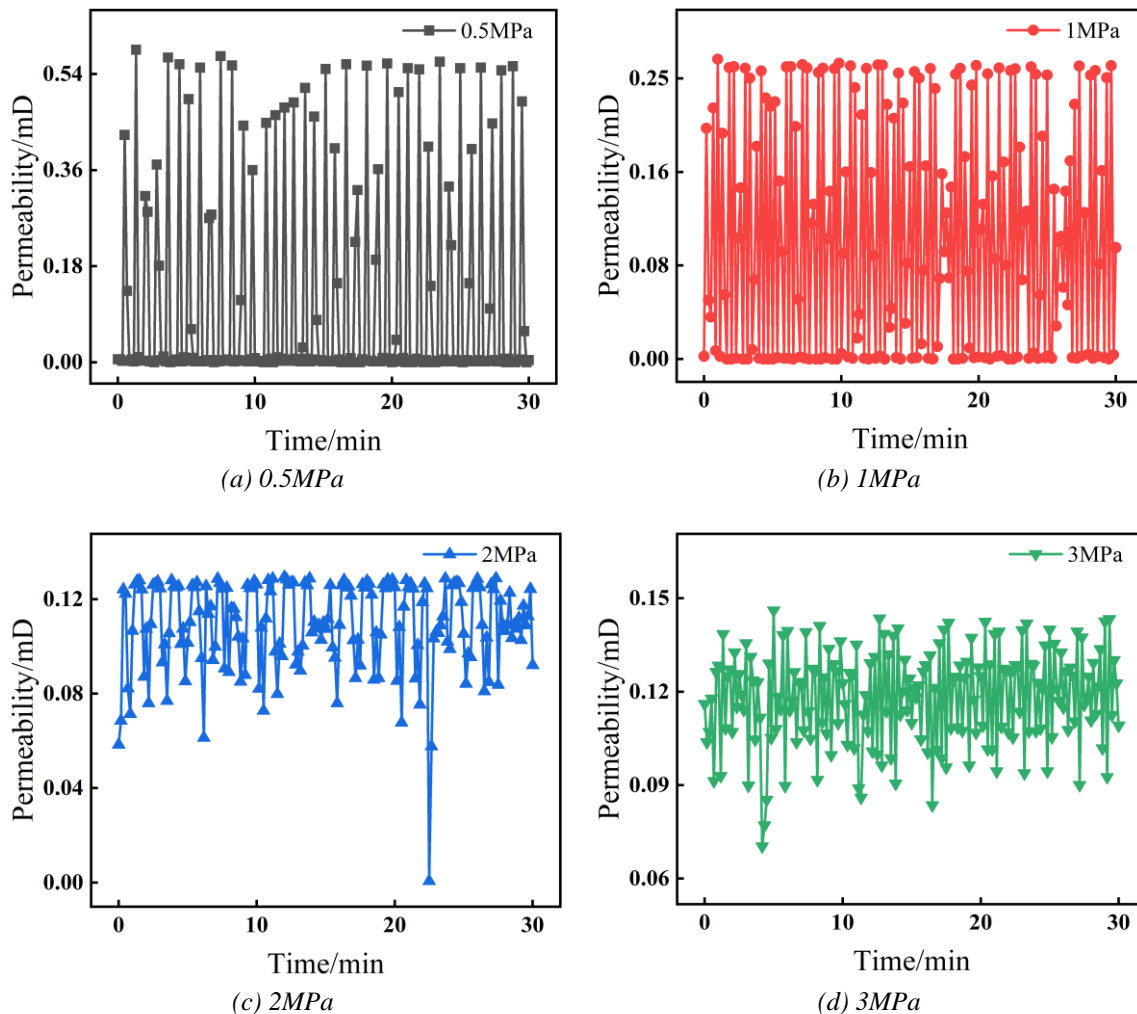 0.5MPa
Permeability/mD
0.54
0.36
0.18
0.00
0 10 20 30
Time/min
(a) 0.5MPa
1MPa
Permeability/mD
0.25
0.16
0.08
0.00
0 10 20 30
Time/min
(b) 1MPa
2MPa
Permeability/mD
0.12
0.08
0.04
0.00
0 10 20 30
Time/min
(c) 2MPa
3MPa
Permeability/mD
0.15
0.12
0.09
0.06
0 10 20 30
Time/min
(d) 3MPa